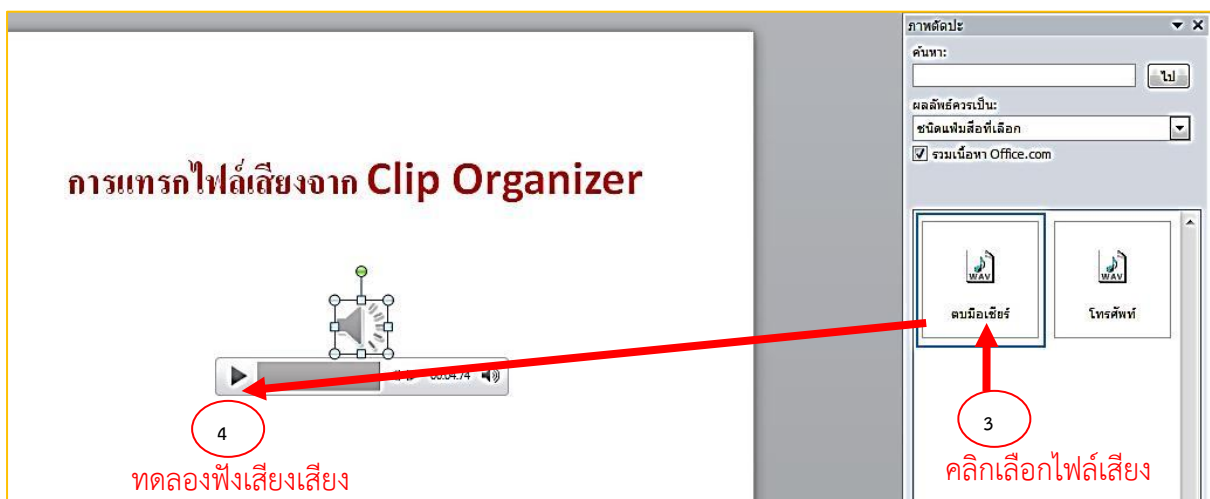 ภาพตัดปะ
ค้นหา:
ไป
ผลลัพธ์ควรเป็น:
ชนิดแฟ้มสื่อที่เลือก
รวมเนื้อหา Office.com
การแทรกไฟล์เสียงจาก Clip Organizer
WAV
WAV
ตบมือเชียร์
โทรศัพท์
00:04.74
4
ทดลองฟังเสียงเสียง
3
คลิกเลือกไฟล์เสียง